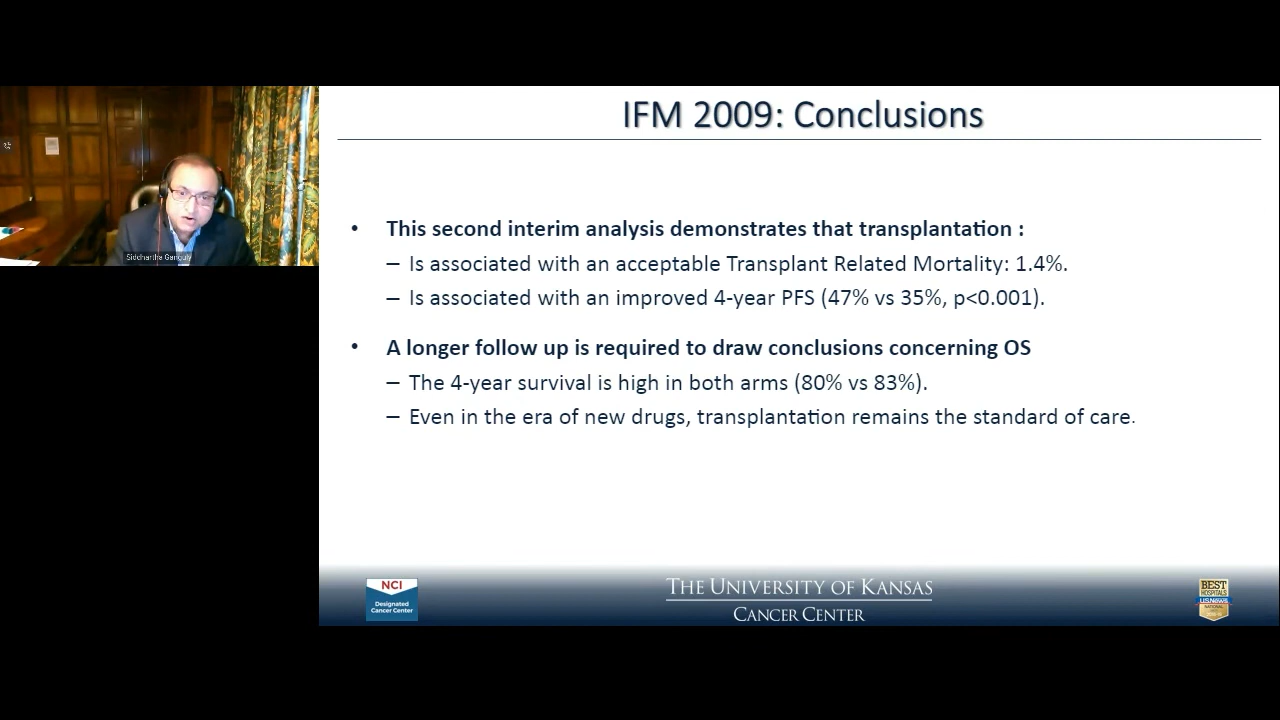 IFM 2009: Conclusions
• This second interim analysis demonstrates that transplantation :
– Is associated with an acceptable Transplant Related Mortality: 1.4%.
– Is associated with an improved 4-year PFS (47% vs 35%, p<0.001).
• A longer follow up is required to draw conclusions concerning OS
– The 4-year survival is high in both arms (80% vs 83%).
– Even in the era of new drugs, transplantation remains the standard of care.
Siddhartha Ganguly
NCI
Designated
Cancer Center
THE UNIVERSITY OF KANSAS
CANCER CENTER
BEST
HOSPITALS
U.S.NEWS
NATIONAL